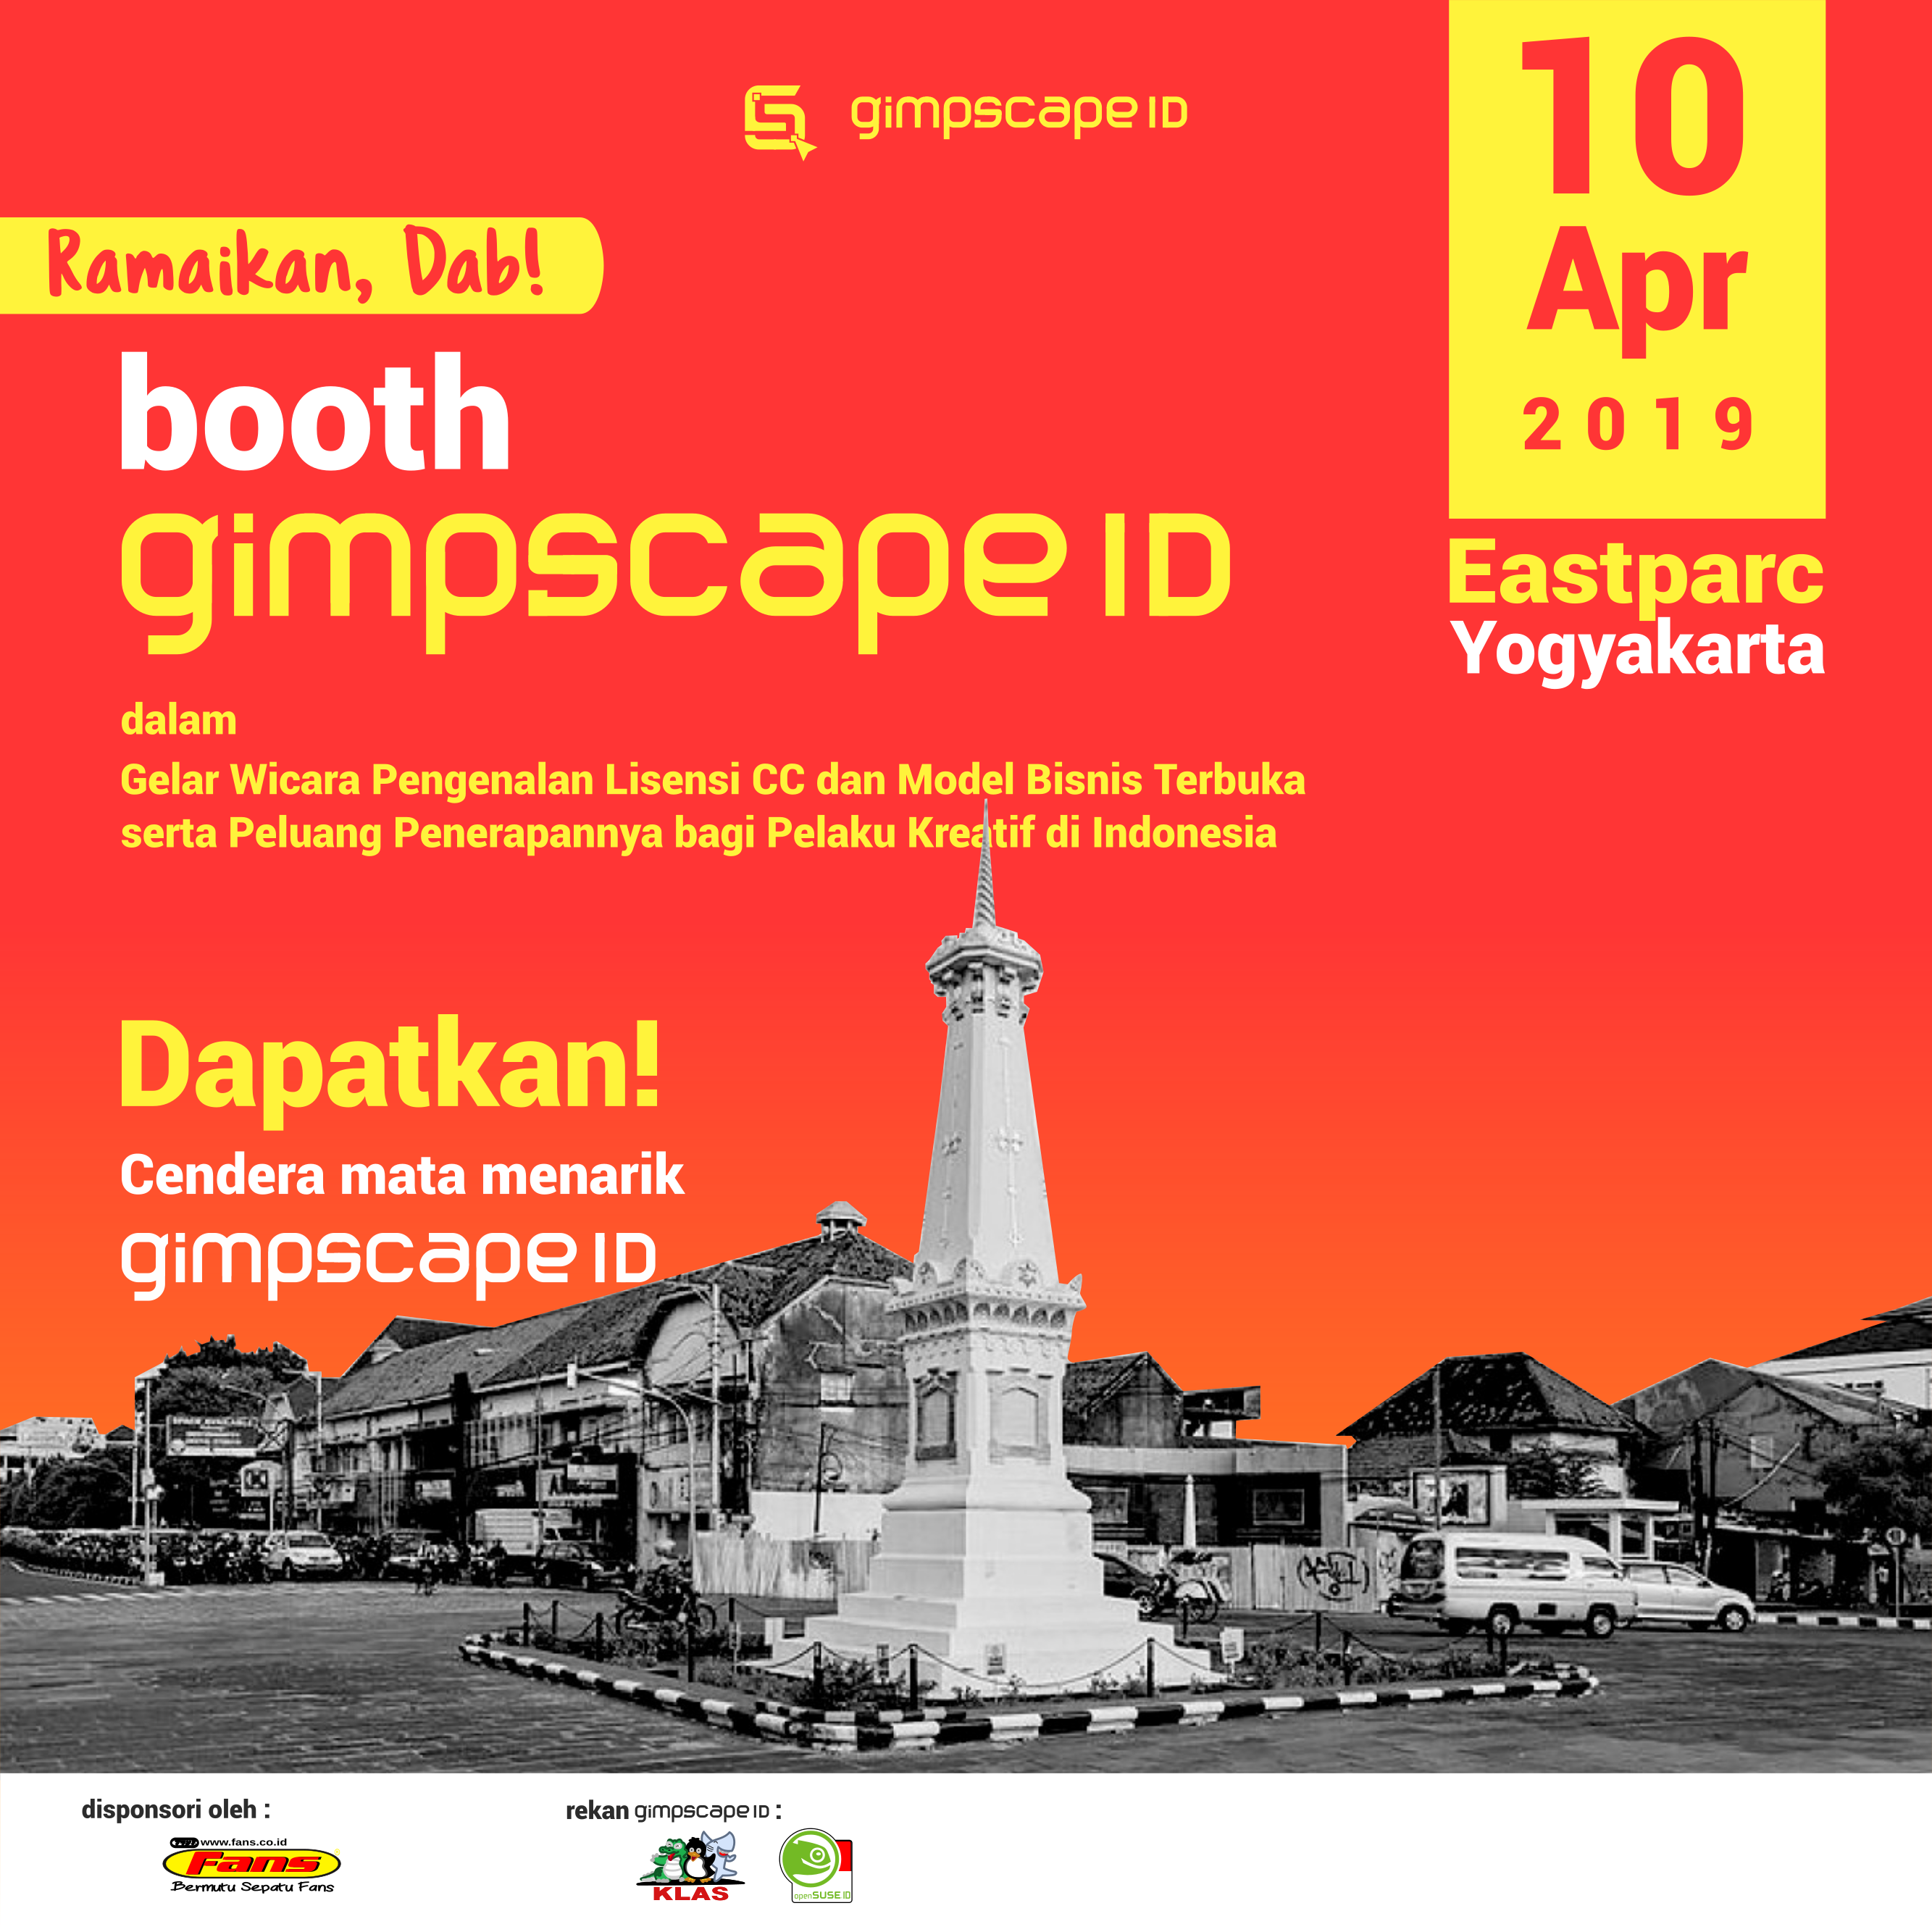 gimpscape ID
10
Apr
2019
Ramaikan, Dab!
booth
gimpscape ID
Eastparc
Yogyakarta
dalam
Gelar Wicara Pengenalan Lisensi CC dan Model Bisnis Terbuka
serta Peluang Penerapannya bagi Pelaku Kreatif di Indonesia
Dapatkan!
Cendera mata menarik
gimpscape ID
disponsori oleh :
www.fans.co.id
Fans
Bermutu Sepatu Fans
rekan gimpscape ID :
KLAS
openSUSE ID